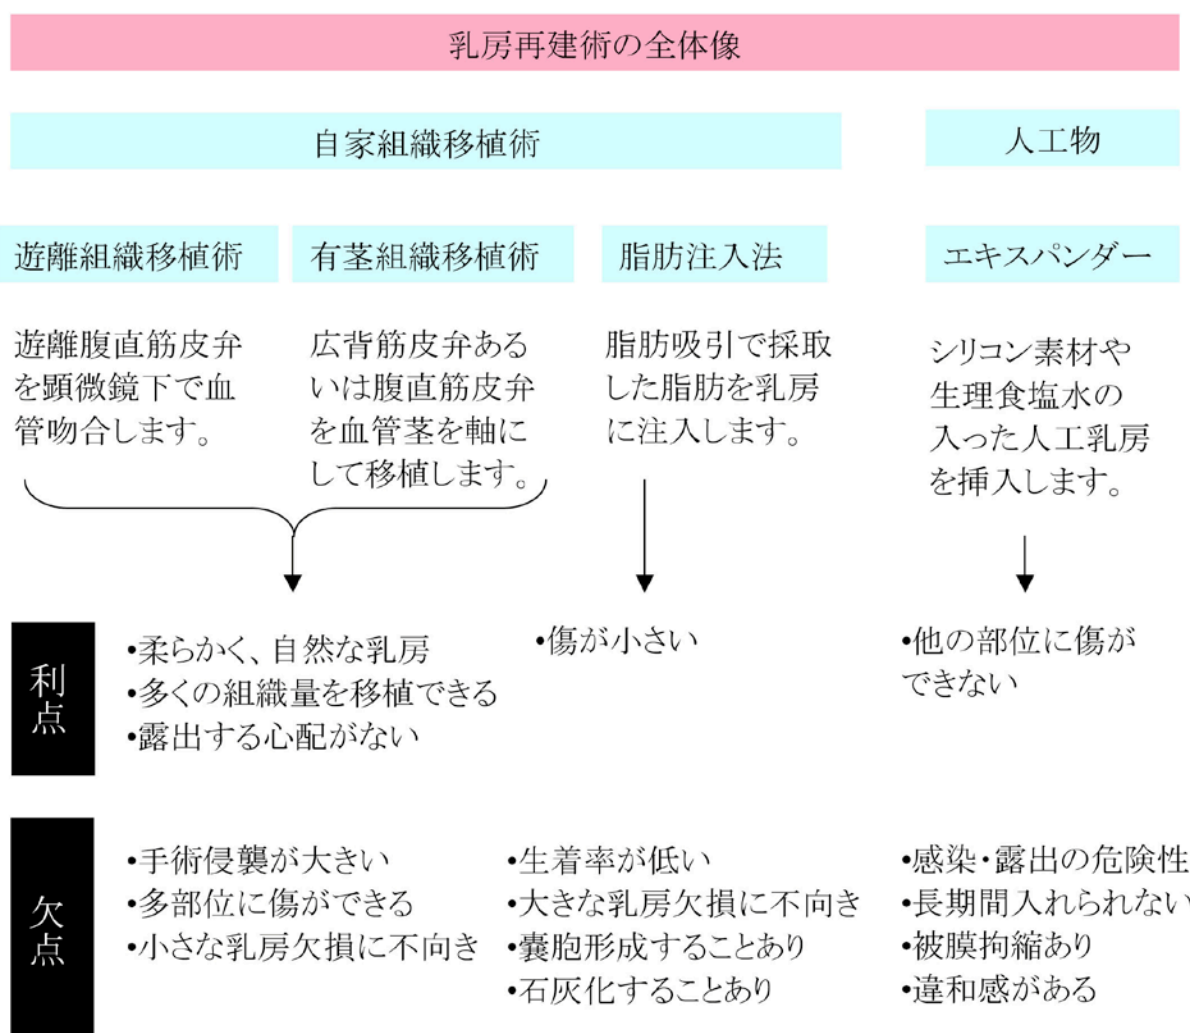 乳房再建術の全体像
自家組織移植術
人工物
遊離組織移植術
有茎組織移植術
脂肪注入法
エキスパンダー
遊離腹直筋皮弁
を顕微鏡下で血
管吻合します。
広背筋皮弁ある
いは腹直筋皮弁
を血管茎を軸に
して移植します。
脂肪吸引で採取
した脂肪を乳房
に注入します。
シリコン素材や
生理食塩水の
入った人工乳房
を挿入します。
利点
•柔らかく、自然な乳房
•多くの組織量を移植できる
•露出する心配がない
•傷が小さい
•他の部位に傷が
できない
欠点
•手術侵襲が大きい
•多部位に傷ができる
•小さな乳房欠損に不向き
•生着率が低い
•大きな乳房欠損に不向き
•嚢胞形成することあり
•石灰化することあり
•感染・露出の危険性
•長期間入れられない
•被膜拘縮あり
•違和感がある